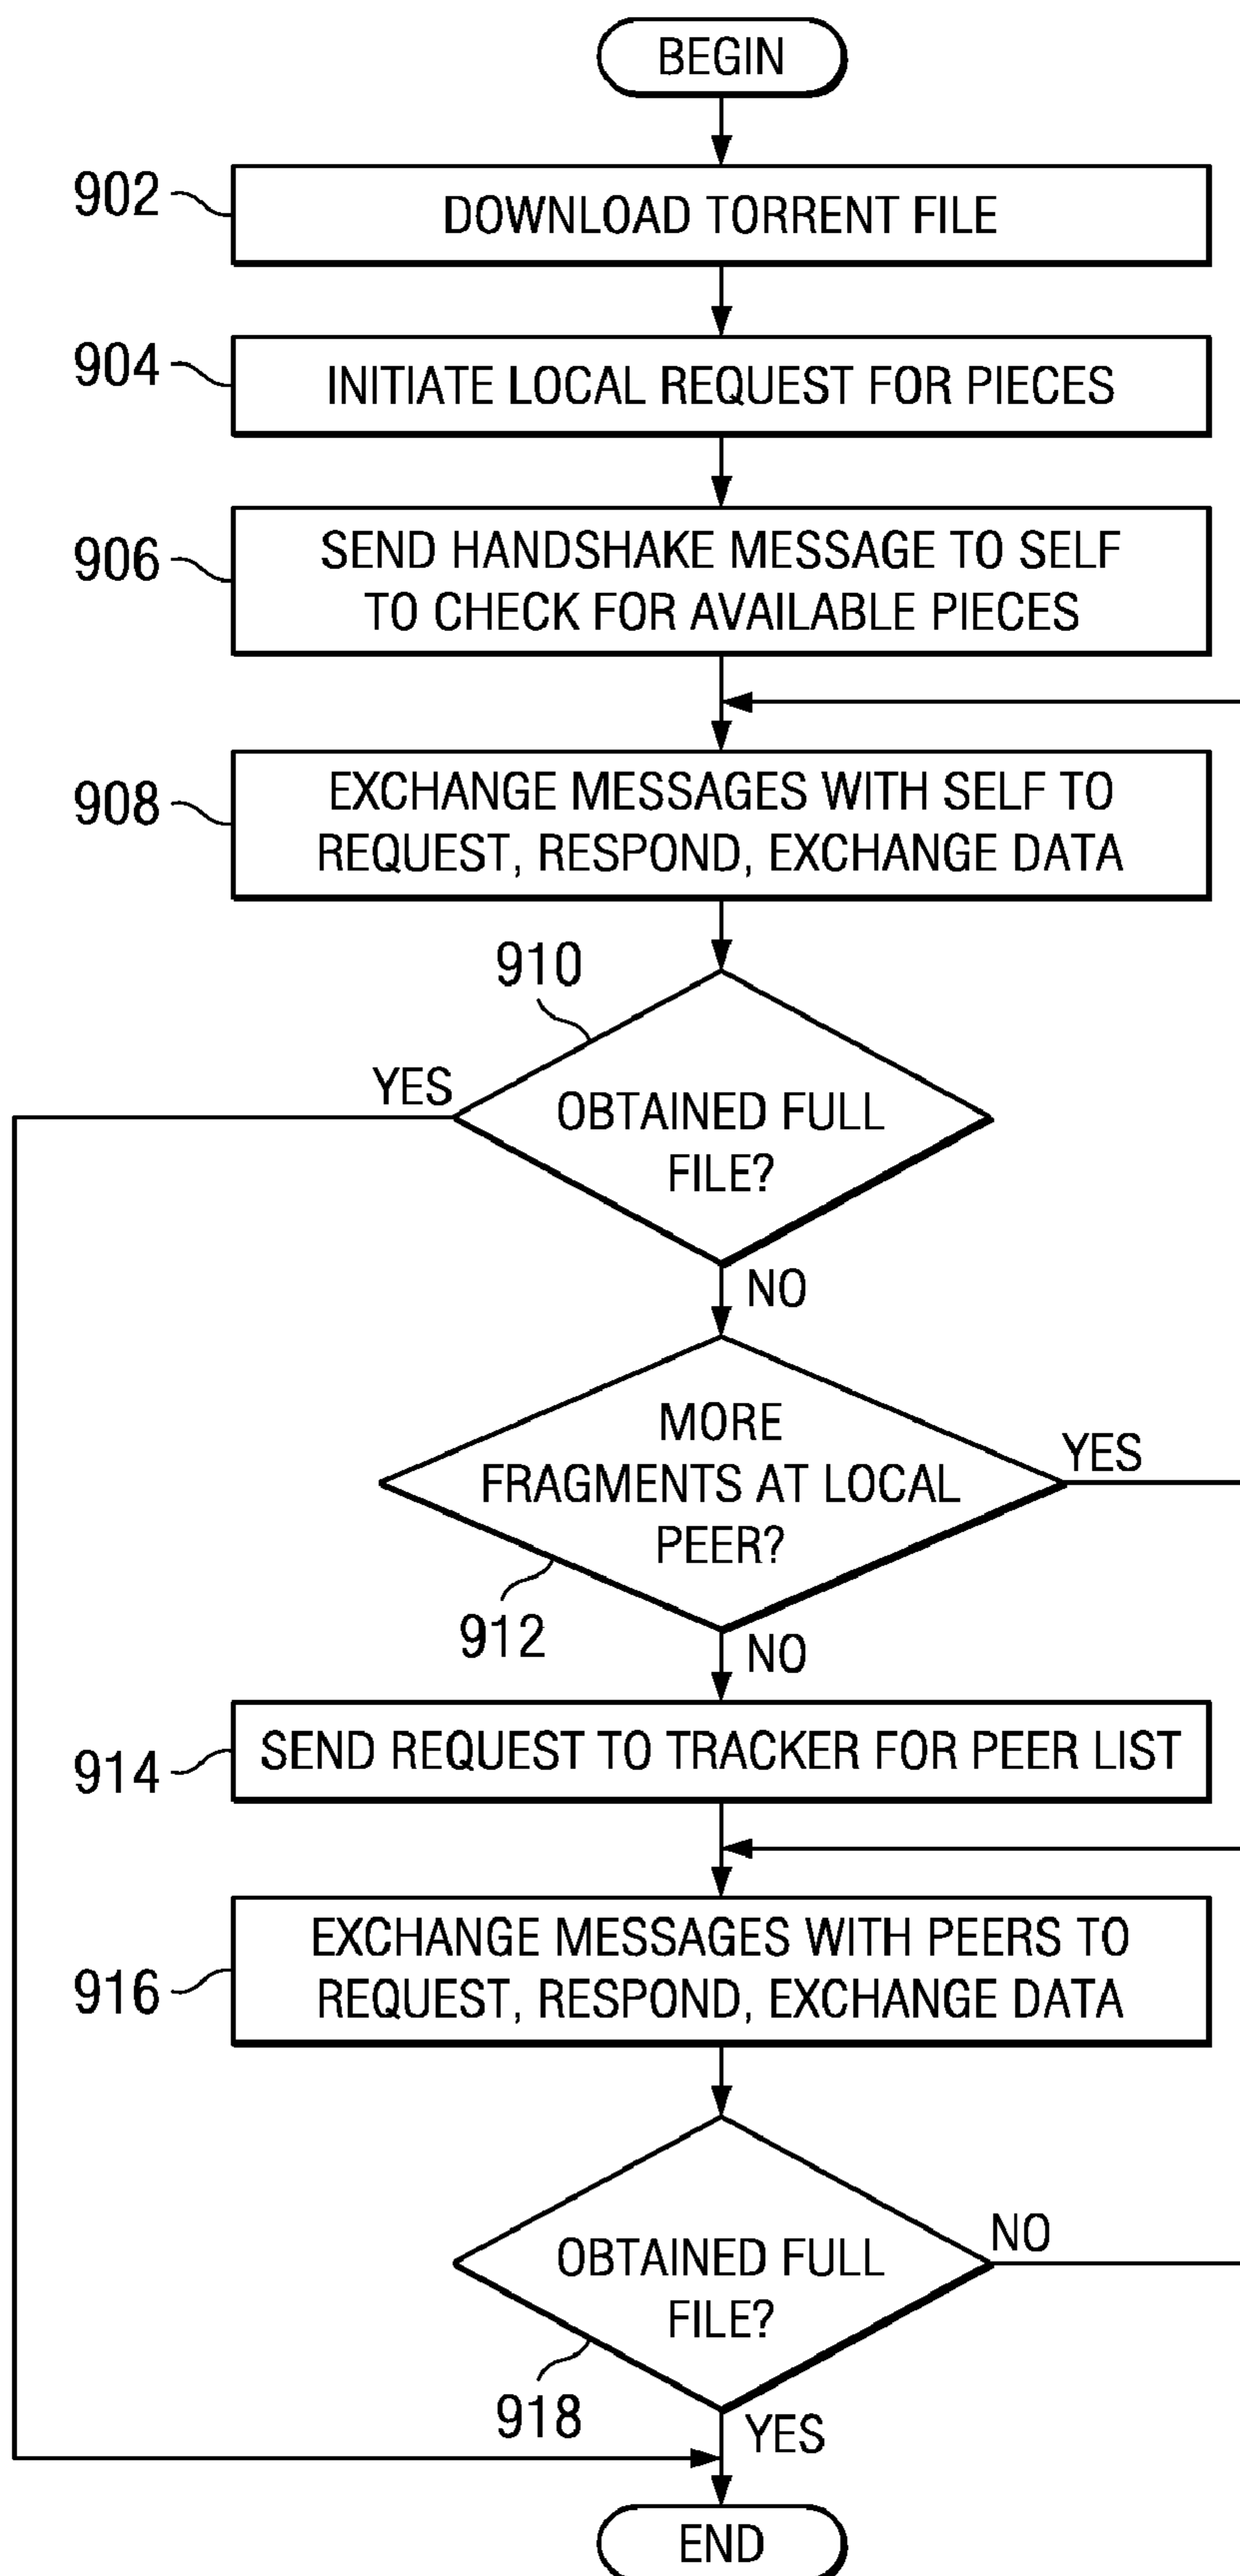 BEGIN
902
DOWNLOAD TORRENT FILE
904
INITIATE LOCAL REQUEST FOR PIECES
906
SEND HANDSHAKE MESSAGE TO SELF
TO CHECK FOR AVAILABLE PIECES
908
EXCHANGE MESSAGES WITH SELF TO
REQUEST, RESPOND, EXCHANGE DATA
910
YES
OBTAINED FULL
FILE?
NO
MORE
FRAGMENTS AT LOCAL
PEER?
YES
912
NO
914
SEND REQUEST TO TRACKER FOR PEER LIST
916
EXCHANGE MESSAGES WITH PEERS TO
REQUEST, RESPOND, EXCHANGE DATA
OBTAINED FULL
FILE?
NO
918
YES
END